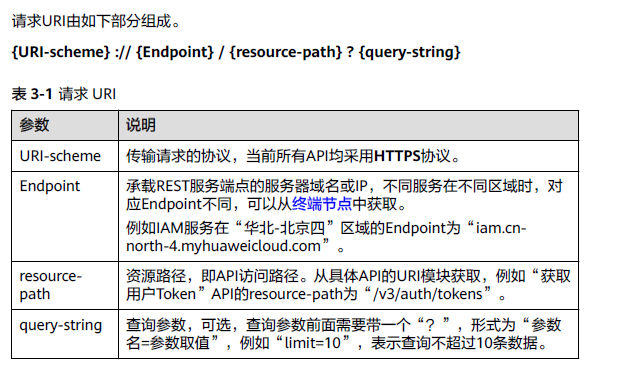 请求URI由如下部分组成。
{URI-scheme} :// {Endpoint} / {resource-path} ? {query-string}
表 3-1 请求 URI
参数 说明
URI-scheme 传输请求的协议，当前所有API均采用HTTPS协议。
Endpoint 承载REST服务端点的服务器域名或IP，不同服务在不同区域时，对
应Endpoint不同，可以从终端节点中获取。
例如IAM服务在“华北-北京四”区域的Endpoint为“iam.cn-
north-4.myhuaweicloud.com”。
resource- 资源路径，即API访问路径。从具体API的URI模块获取，例如“获取
path 用户Token”API的resource-path为“/v3/auth/tokens”。
query-string 查询参数，可选，查询参数前面需要带一个“？”，形式为“参数
名=参数取值”，例如“limit=10”，表示查询不超过10条数据。